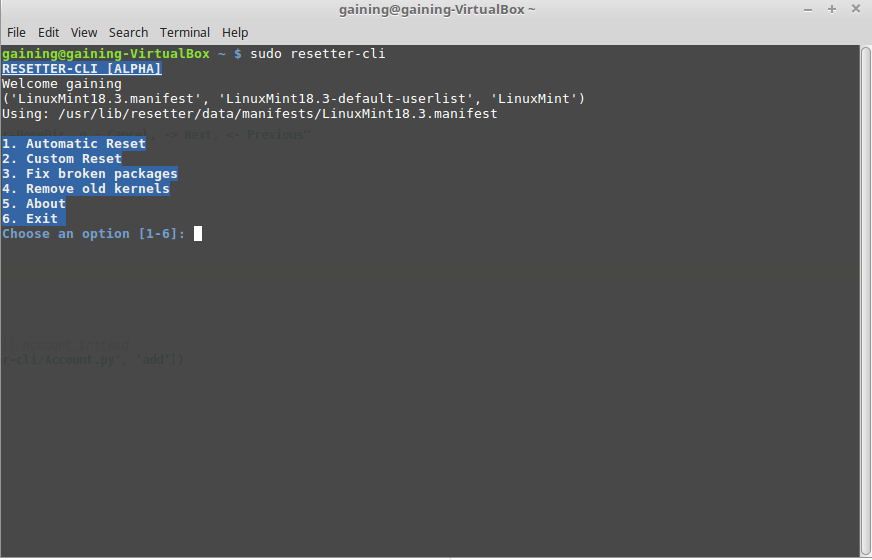 gaining@gaining-VirtualBox ~
File Edit View Search Terminal Help
gaining@gaining-VirtualBox ~ $ sudo resetter-cli
RESETTER-CLI [ALPHA]
Welcome gaining
('LinuxMint18.3.manifest', 'LinuxMint18.3-default-userlist', 'LinuxMint')
Using: /usr/lib/resetter/data/manifests/LinuxMint18.3.manifest
-> Next, <- Previous"
1. Automatic Reset
2. Custom Reset
3. Fix broken packages
4. Remove old kernels
5. About
6. Exit
Choose an option [1-6]:
r=cli/Account.py', 'add'])